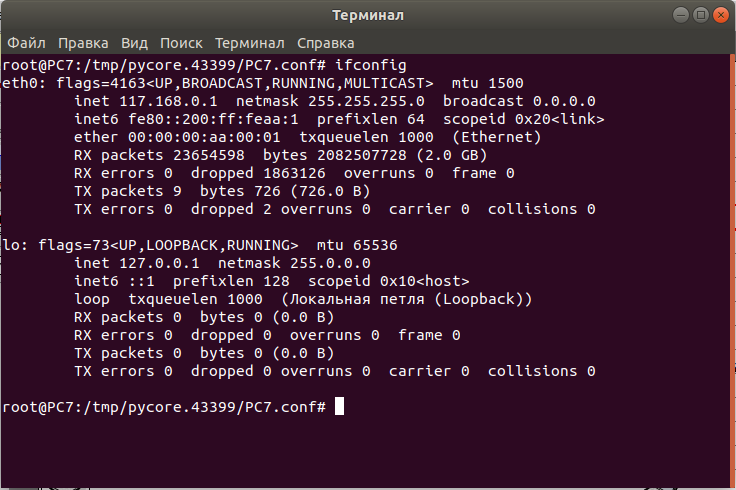 Терминал
Файл Правка Вид Поиск Терминал Справка
root@PC7:/tmp/pycore.43399/PC7.conf# ifconfig
eth0: flags=4163<UP,BROADCAST,RUNNING,MULTICAST>  mtu 1500
        inet 117.168.0.1  netmask 255.255.255.0  broadcast 0.0.0.0
        inet6 fe80::200:ff:feaa:1  prefixlen 64  scopeid 0x20<link>
        ether 00:00:00:aa:00:01  txqueuelen 1000  (Ethernet)
        RX packets 23654598  bytes 2082507728 (2.0 GB)
        RX errors 0  dropped 1863126  overruns 0  frame 0
        TX packets 9  bytes 726 (726.0 B)
        TX errors 0  dropped 2 overruns 0  carrier 0  collisions 0
lo: flags=73<UP,LOOPBACK,RUNNING>  mtu 65536
        inet 127.0.0.1  netmask 255.0.0.0
        inet6 ::1  prefixlen 128  scopeid 0x10<host>
        loop  txqueuelen 1000  (Локальная петля (Loopback))
        RX packets 0  bytes 0 (0.0 B)
        RX errors 0  dropped 0  overruns 0  frame 0
        TX packets 0  bytes 0 (0.0 B)
        TX errors 0  dropped 0 overruns 0  carrier 0  collisions 0
root@PC7:/tmp/pycore.43399/PC7.conf#